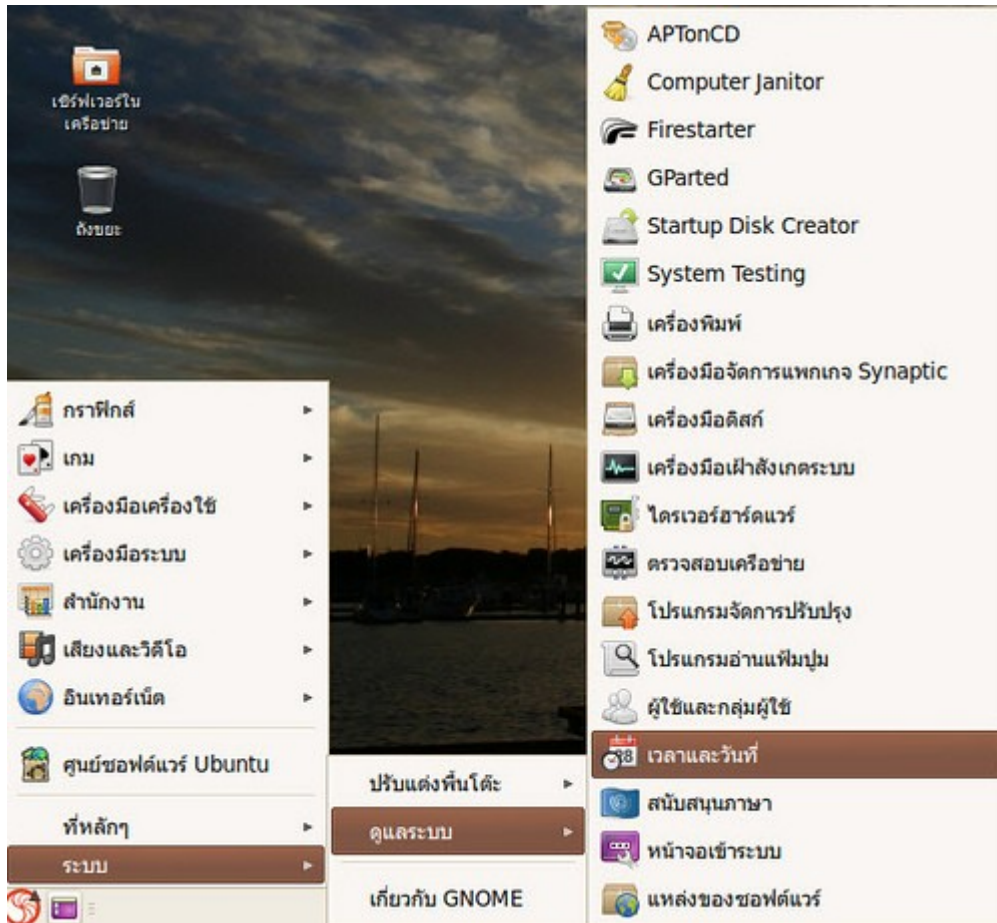 เซิร์ฟเวอร์ใน
เครือข่าย
ถังขยะ
กราฟิกส์
เกม
เครื่องมือเครื่องใช้
เครื่องมือระบบ
สำนักงาน
เสียงและวิดีโอ
อินเทอร์เน็ต
ศูนย์ซอฟต์แวร์ Ubuntu
ที่หลักๆ
ระบบ
ปรับแต่งพื้นโต๊ะ
ดูแลระบบ
เกี่ยวกับ GNOME
APTonCD
Computer Janitor
Firestarter
GParted
Startup Disk Creator
System Testing
เครื่องพิมพ์
เครื่องมือจัดการแพกเกจ Synaptic
เครื่องมือดิสก์
เครื่องมือเฝ้าสังเกตระบบ
ไดรเวอร์ฮาร์ดแวร์
ตรวจสอบเครือข่าย
โปรแกรมจัดการปรับปรุง
โปรแกรมอ่านแฟ้มปูม
ผู้ใช้และกลุ่มผู้ใช้
เวลาและวันที่
สนับสนุนภาษา
หน้าจอเข้าระบบ
แหล่งของซอฟต์แวร์